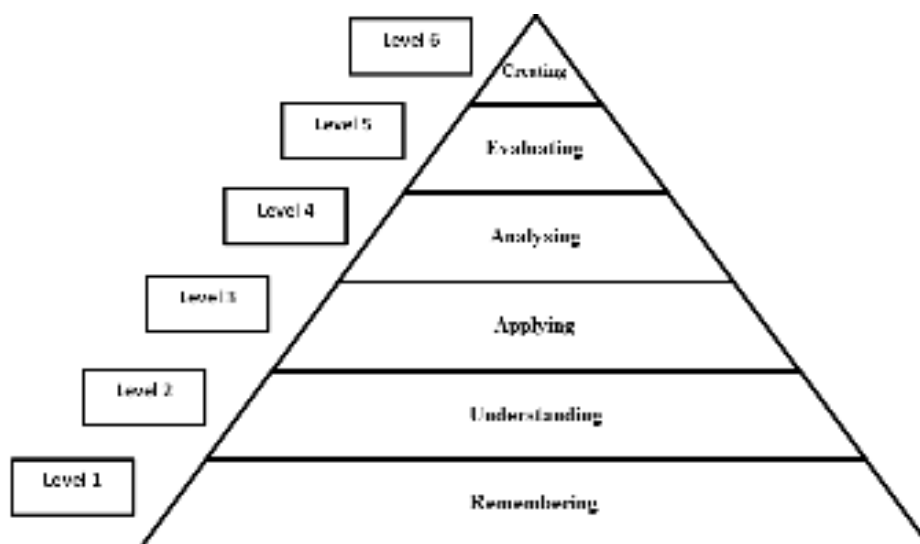 Level 6
Creating
Level 5
Evaluating
Level 4
Analysing
Level 3
Applying
Level 2
Understanding
Level 1
Remembering